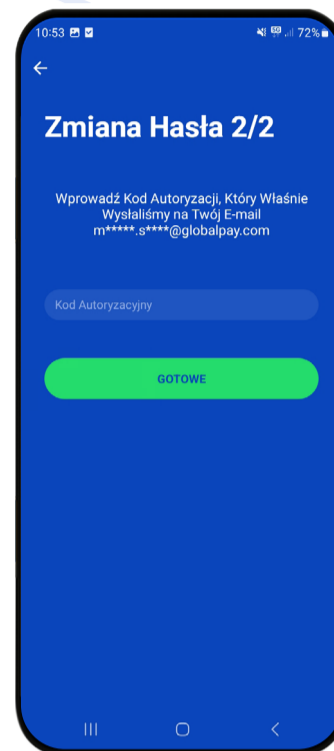 10:53 72%
Zmiana Hasła 2/2
Wprowadź Kod Autoryzacji, Który Właśnie
Wysłaliśmy na Twój E-mail
m*****.s****@globalpay.com
Kod Autoryzacyjny
GOTOWE